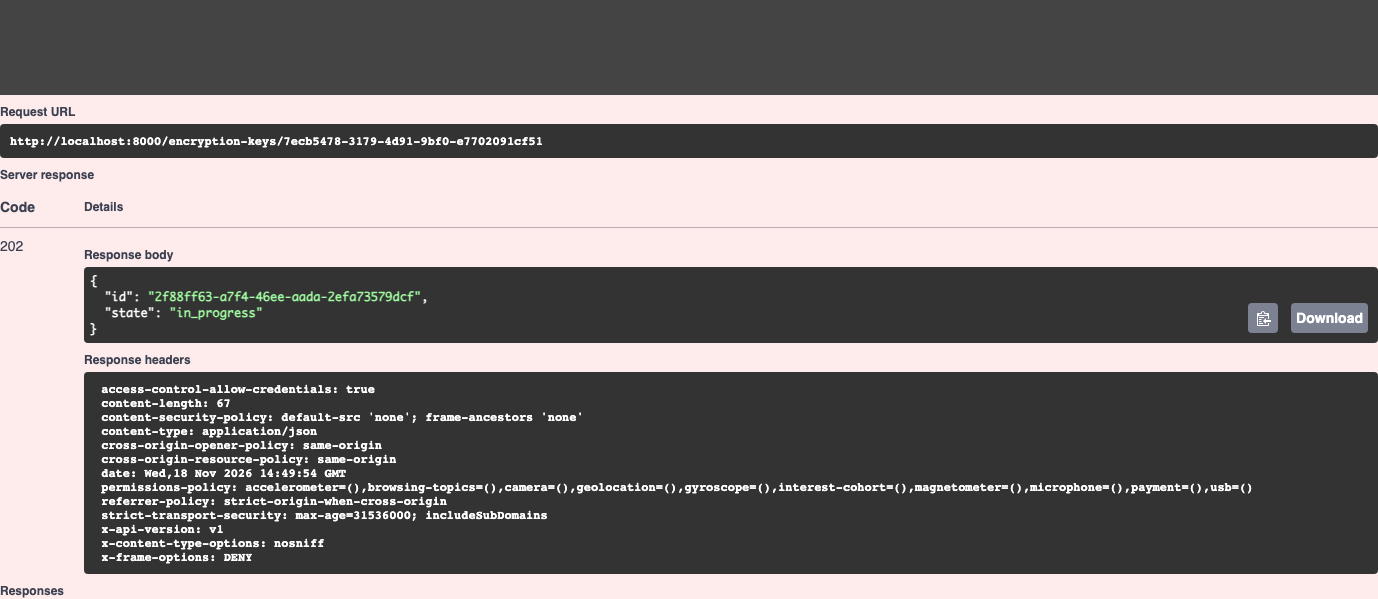 Request URL
http://localhost:8000/encryption-keys/7ecb5478-3179-4d91-9bf0-e7702091cf51
Server response
Code Details
202
Response body
{
  "id": "2f88ff63-a7f4-46ee-aada-2efa73579dcf",
  "state": "in_progress"
}
Download
Response headers
access-control-allow-credentials: true
content-length: 67
content-security-policy: default-src 'none'; frame-ancestors 'none'
content-type: application/json
cross-origin-opener-policy: same-origin
cross-origin-resource-policy: same-origin
date: Wed,18 Nov 2026 14:49:54 GMT
permissions-policy: accelerometer=(),browsing-topics=(),camera=(),geolocation=(),gyroscope=(),interest-cohort=(),magnetometer=(),microphone=(),payment=(),usb=()
referrer-policy: strict-origin-when-cross-origin
strict-transport-security: max-age=31536000; includeSubDomains
x-api-version: v1
x-content-type-options: nosniff
x-frame-options: DENY
Responses